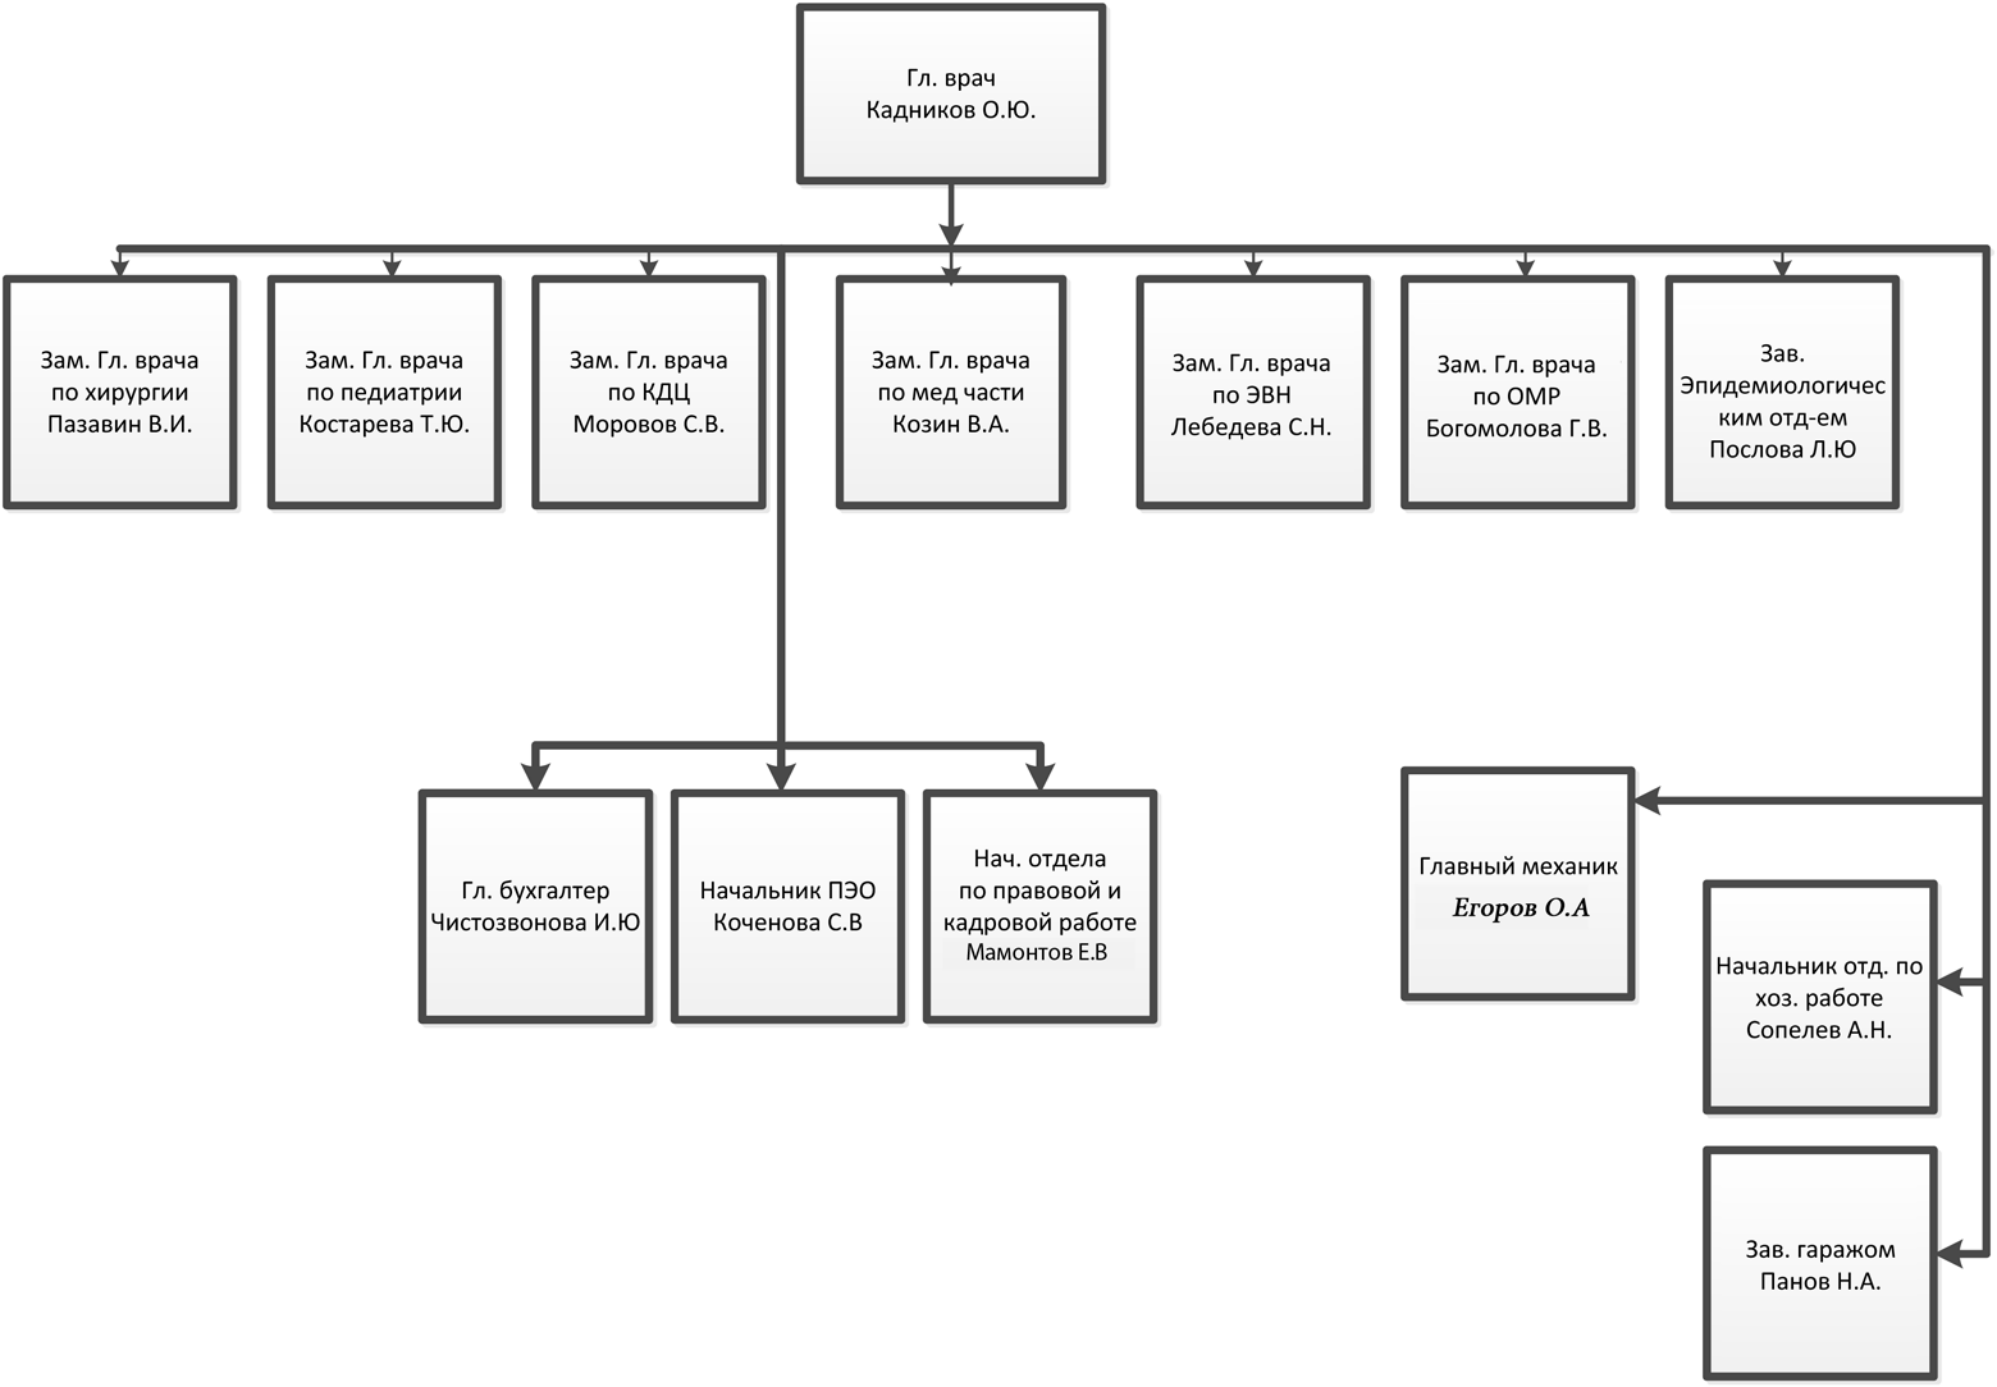 Гл. врач
Кадников О.Ю.
Зам. Гл. врача
по хирургии
Пазавин В.И.
Зам. Гл. врача
по педиатрии
Костарева Т.Ю.
Зам. Гл. врача
по КДЦ
Моровов С.В.
Зам. Гл. врача
по мед части
Козин В.А.
Зам. Гл. врача
по ЭВН
Лебедева С.Н.
Зам. Гл. врача
по ОМР
Богомолова Г.В.
Зав.
Эпидемиологичес
ким отд-ем
Послова Л.Ю
Гл. бухгалтер
Чистозвонова И.Ю
Начальник ПЭО
Коченова С.В
Нач. отдела
по правовой и
кадровой работе
Мамонтов Е.В
Главный механик
Егоров О.А
Начальник отд. по
хоз. работе
Сопелев А.Н.
Зав. гаражом
Панов Н.А.